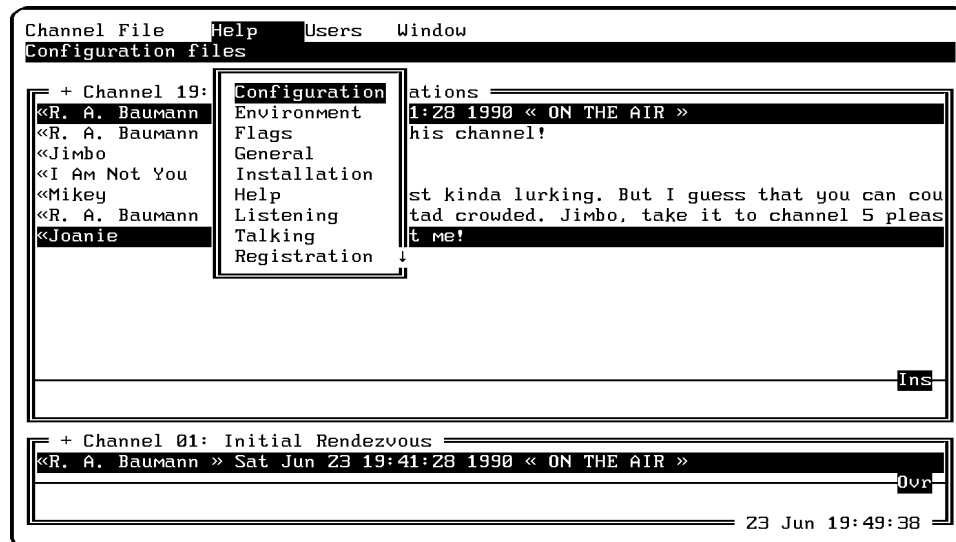 Channel File Help Users Window
Configuration files
+ Channel 19: ations
Configuration
«R. A. Baumann 1:28 1990 « ON THE AIR »
Environment
«R. A. Baumann his channel!
Flags
«Jimbo
General
«I Am Not You
Installation
«Mikey st kinda lurking. But I guess that you can cou
Help
«R. A. Baumann tad crowded. Jimbo, take it to channel 5 pleas
Listening
«Joanie t me!
Talking
Registration ↓
Ins
+ Channel 01: Initial Rendezvous
«R. A. Baumann » Sat Jun 23 19:41:28 1990 « ON THE AIR »
Ovr
23 Jun 19:49:38